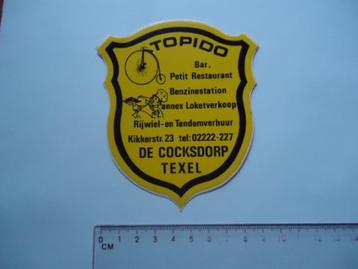 TOPIDO
Bar.
Petit Restaurant
Benzinestation
annex Loketverkoop
Rijwiel-en Tandemverhuur
Kikkerstr. 23 tel: 02222-227
DE COCKSDORP
TEXEL
0 1 2 3 4 5 6 7 8 9 10 11 12 13 14
CM